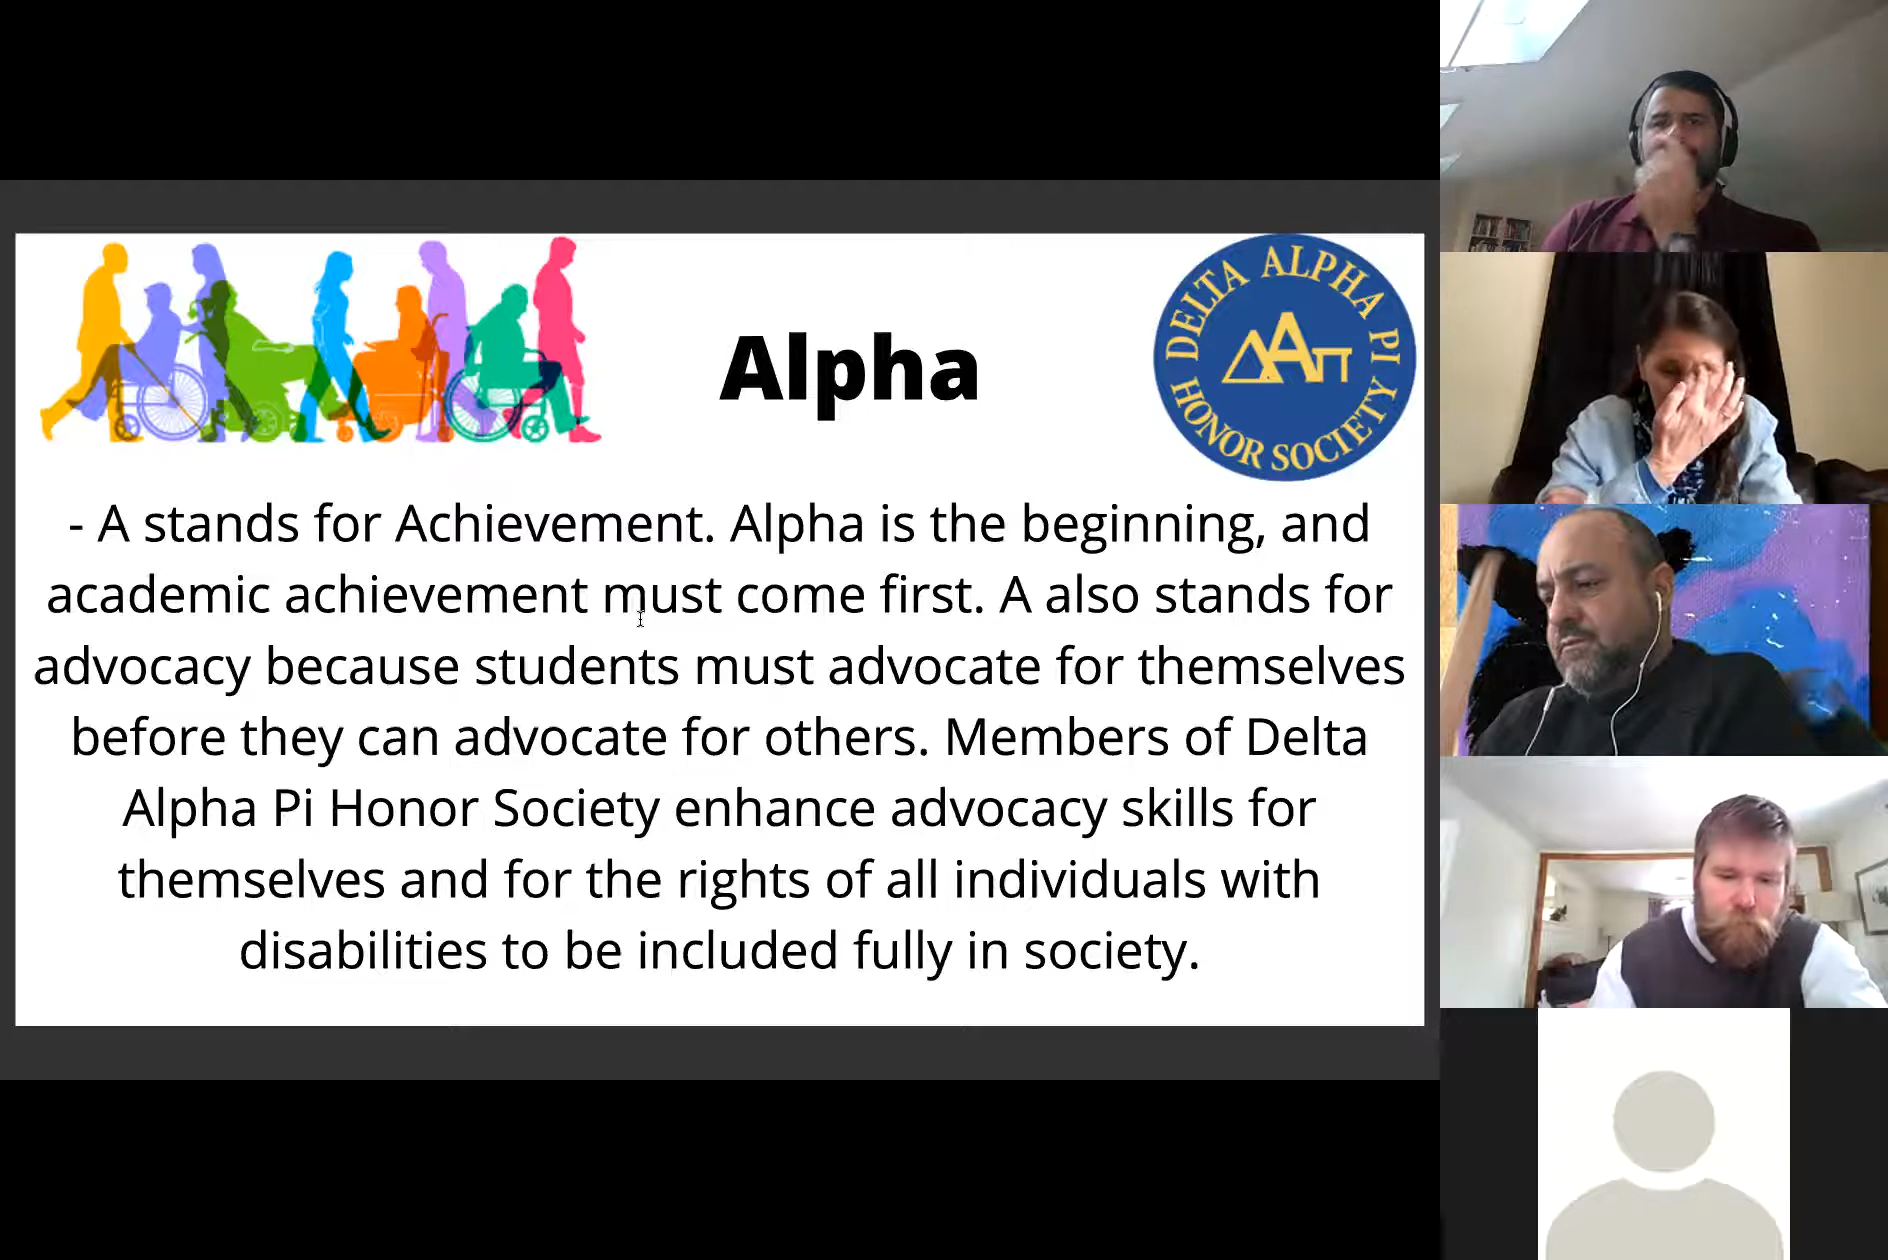 Alpha
DELTA ALPHA PI
ΔΑπ
HONOR SOCIETY
- A stands for Achievement. Alpha is the beginning, and
academic achievement must come first. A also stands for
advocacy because students must advocate for themselves
before they can advocate for others. Members of Delta
Alpha Pi Honor Society enhance advocacy skills for
themselves and for the rights of all individuals with
disabilities to be included fully in society.